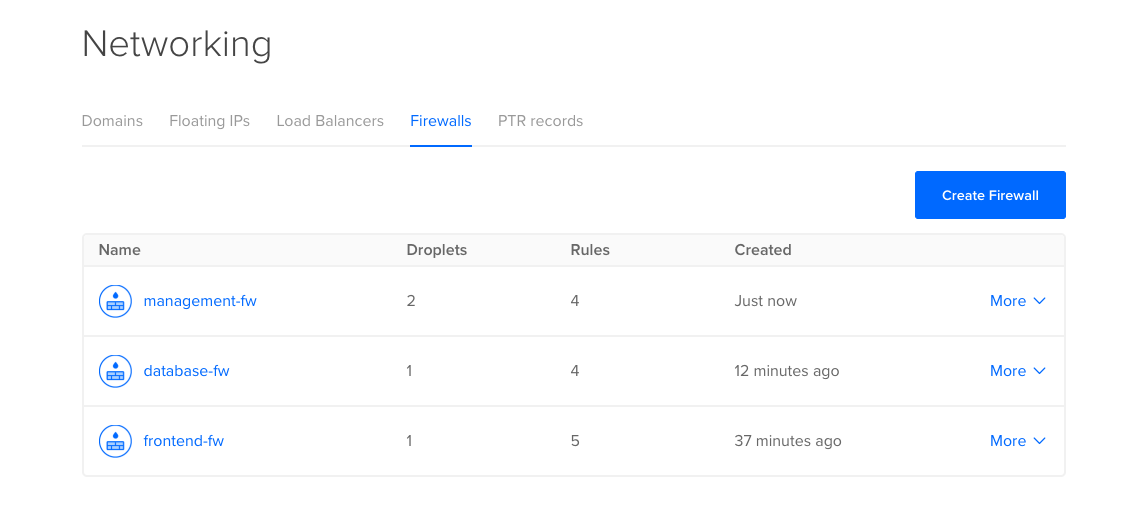 Networking
Domains Floating IPs Load Balancers Firewalls PTR records
Create Firewall
Name Droplets Rules Created
management-fw 2 4 Just now More
database-fw 1 4 12 minutes ago More
frontend-fw 1 5 37 minutes ago More